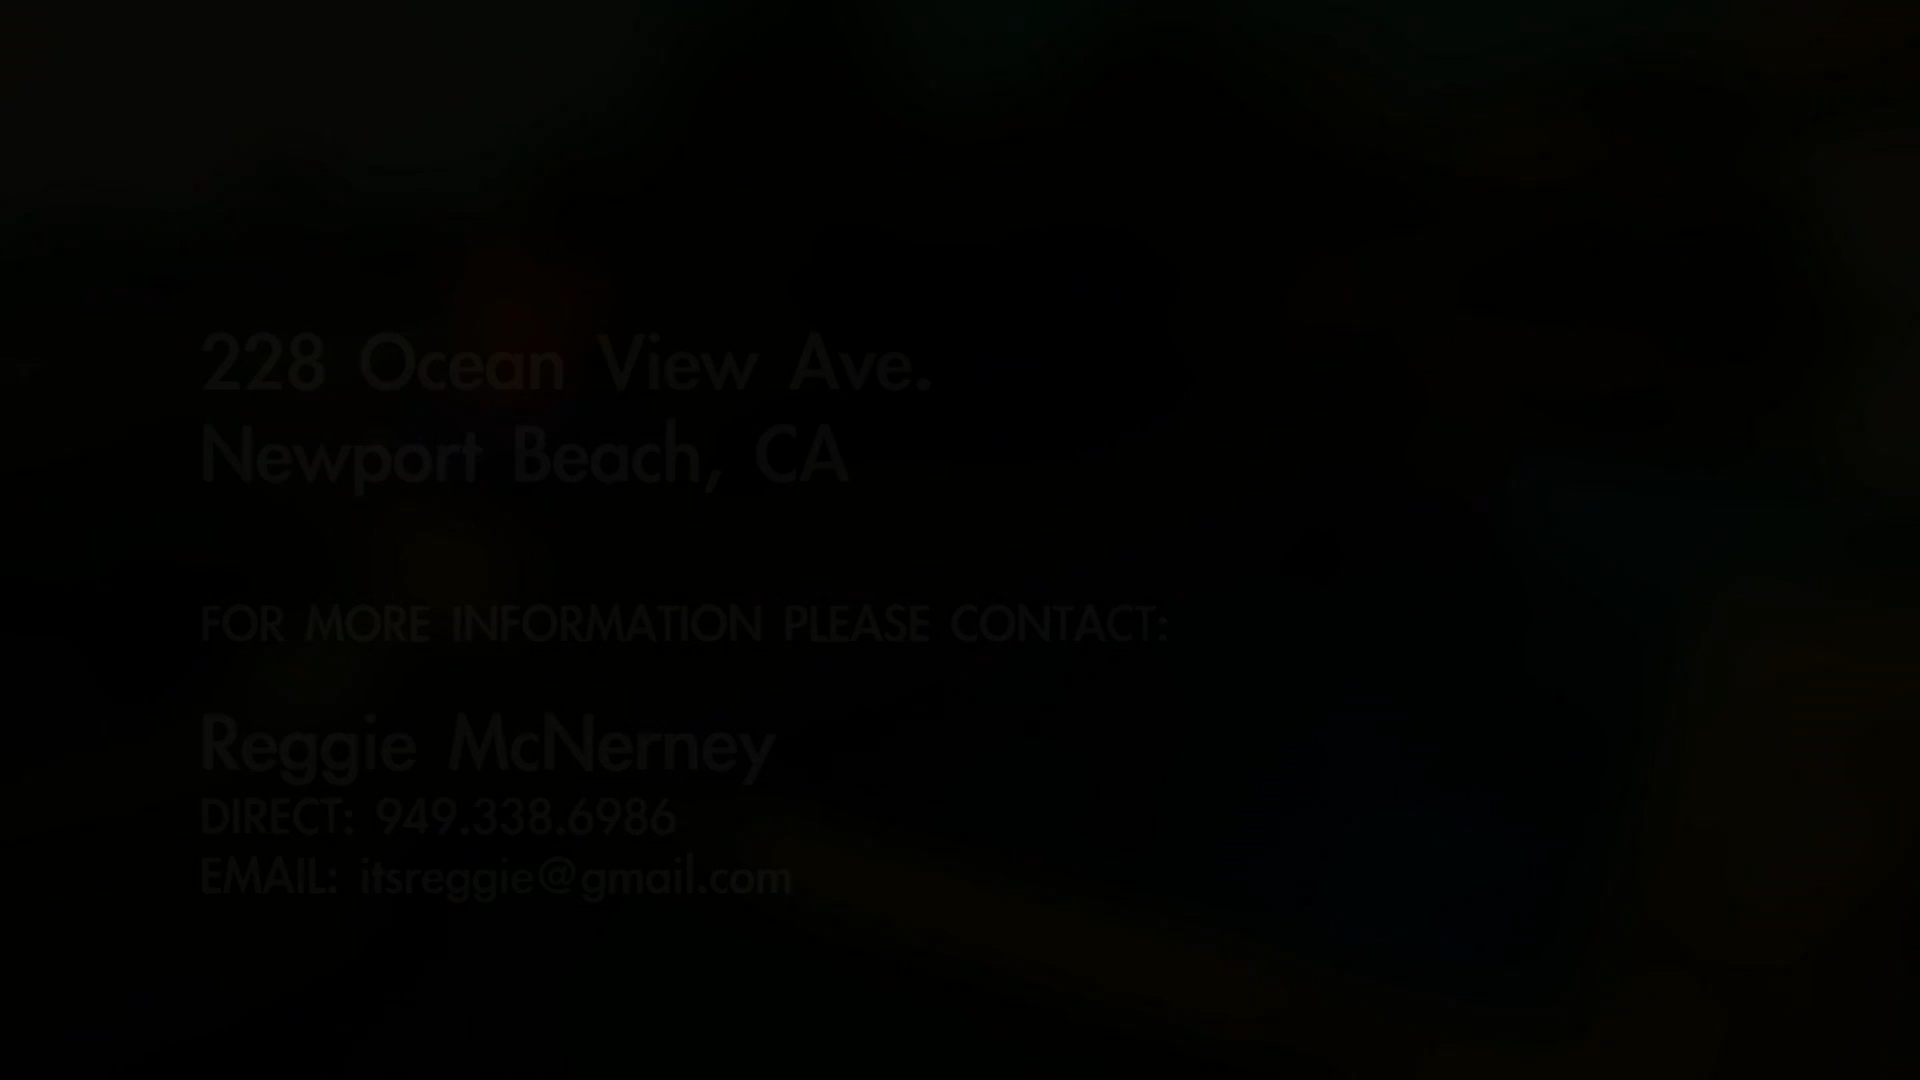 228 Ocean View Ave.
Newport Beach, CA
FOR MORE INFORMATION PLEASE CONTACT:
Reggie McNerney
DIRECT: 949.338.6986
EMAIL: itsreggie@gmail.com